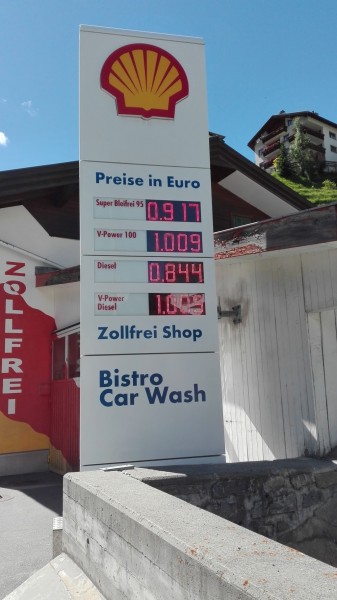 Preise in Euro
Super Bleifrei 95 0.917
V-Power 100 1.009
Diesel 0.844
V-Power Diesel
Zollfrei Shop
Bistro
Car Wash
ZOLLFREI